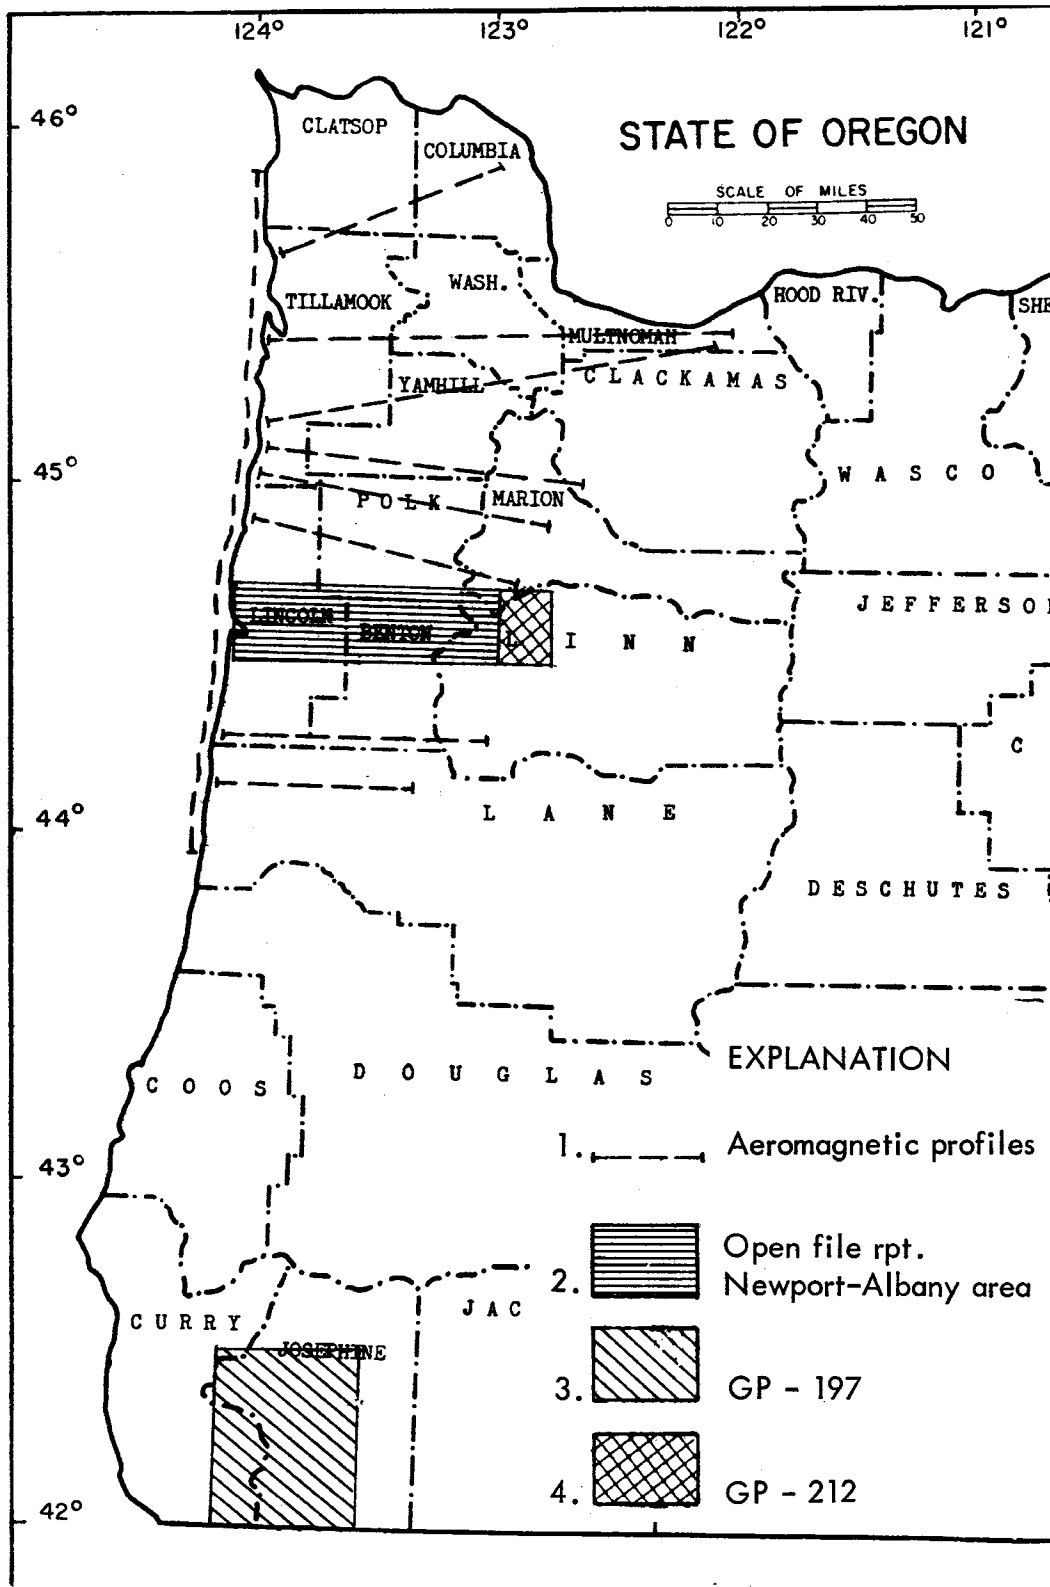 124° 123° 122° 121°
46°
CLATSOP
COLUMBIA
STATE OF OREGON
SCALE OF MILES
0 10 20 30 40 50
WASH.
TILLAMOOK
HOOD RIV.
SHE
MULTNOMAH
YAMHILL
CLACKAMAS
45°
WASCO
POLK
MARION
JEFFERSO
LINCOLN
BENTON
LINN
C
44°
LANE
DESCHUTES
COOS
DOUGLAS
EXPLANATION
43°
1. Aeromagnetic profiles
2. Open file rpt.
Newport-Albany area
CURRY
JAC
JOSEPHINE
3. GP - 197
4. GP - 212
42°